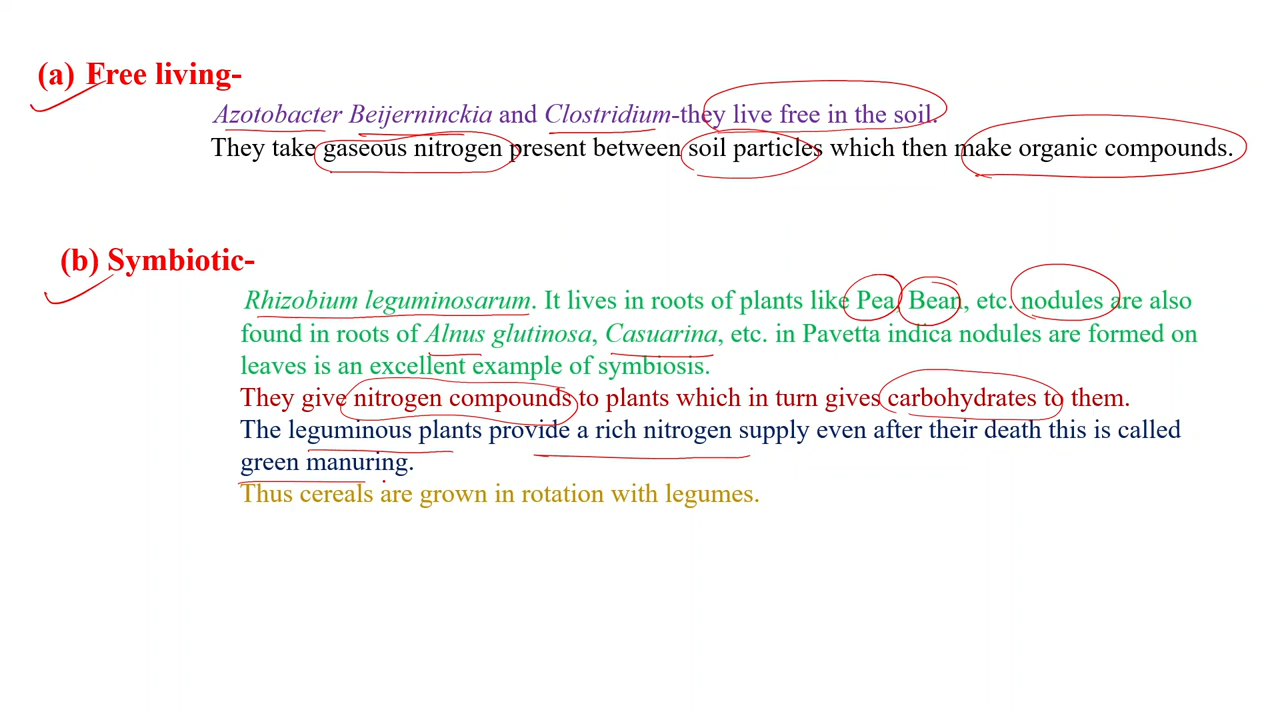 (a) Free living-
Azotobacter Beijerninckia and Clostridium-they live free in the soil.
They take gaseous nitrogen present between soil particles which then make organic compounds.
(b) Symbiotic-
Rhizobium leguminosarum. It lives in roots of plants like Pea, Bean, etc. nodules are also
found in roots of Alnus glutinosa, Casuarina, etc. in Pavetta indica nodules are formed on
leaves is an excellent example of symbiosis.
They give nitrogen compounds to plants which in turn gives carbohydrates to them.
The leguminous plants provide a rich nitrogen supply even after their death this is called
green manuring.
Thus cereals are grown in rotation with legumes.